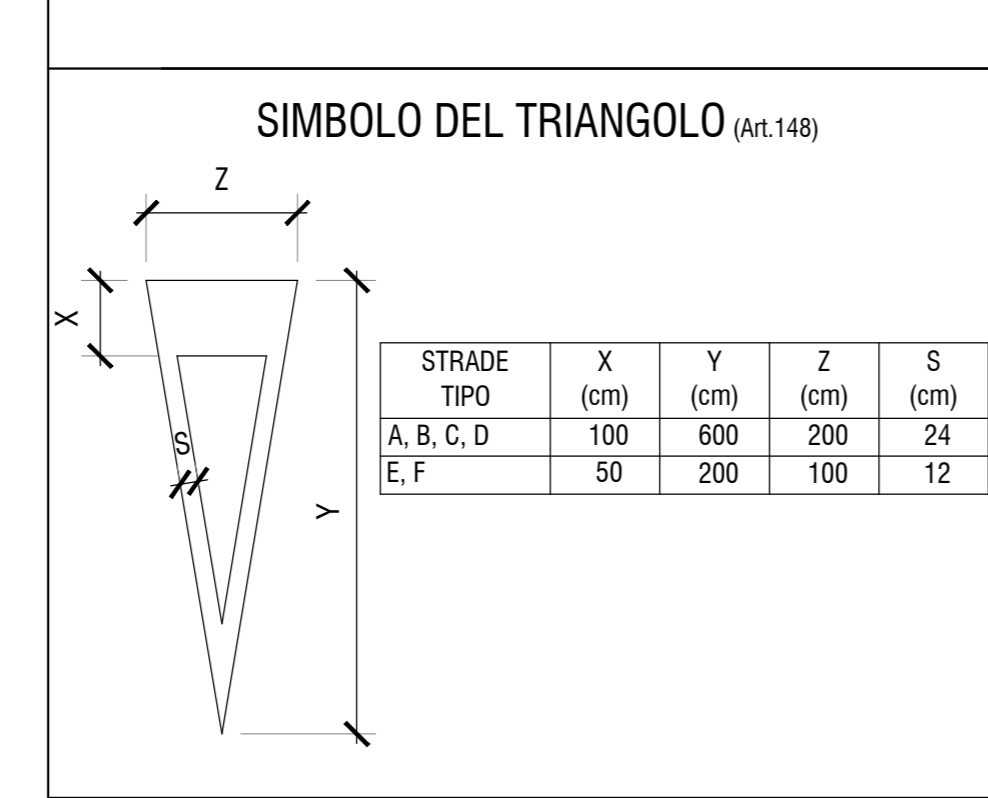 SIMBOLO DEL TRIANGOLO (Art.148)
Z
X
S
Y
STRADE TIPO X (cm) Y (cm) Z (cm) S (cm)
A, B, C, D 100 600 200 24
E, F 50 200 100 12